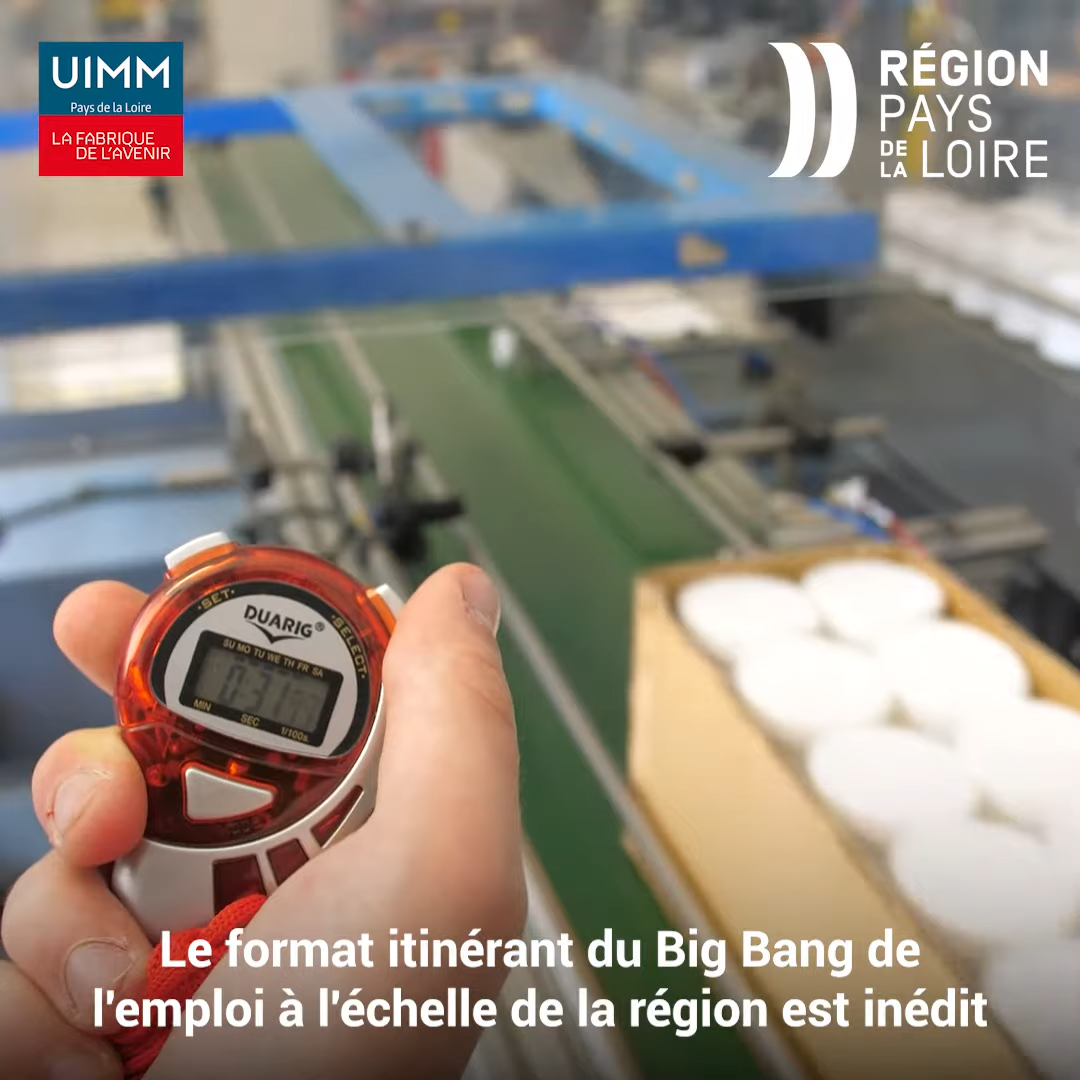 UIMM
Pays de la Loire
LA FABRIQUE
DE L'AVENIR
RÉGION
PAYS
DE
LA LOIRE
·SET·
·SELECT·
DUARIG®
SU MO TU WE TH FR SA
MIN
SEC
1/100s
Le format itinérant du Big Bang de
l'emploi à l'échelle de la région est inédit